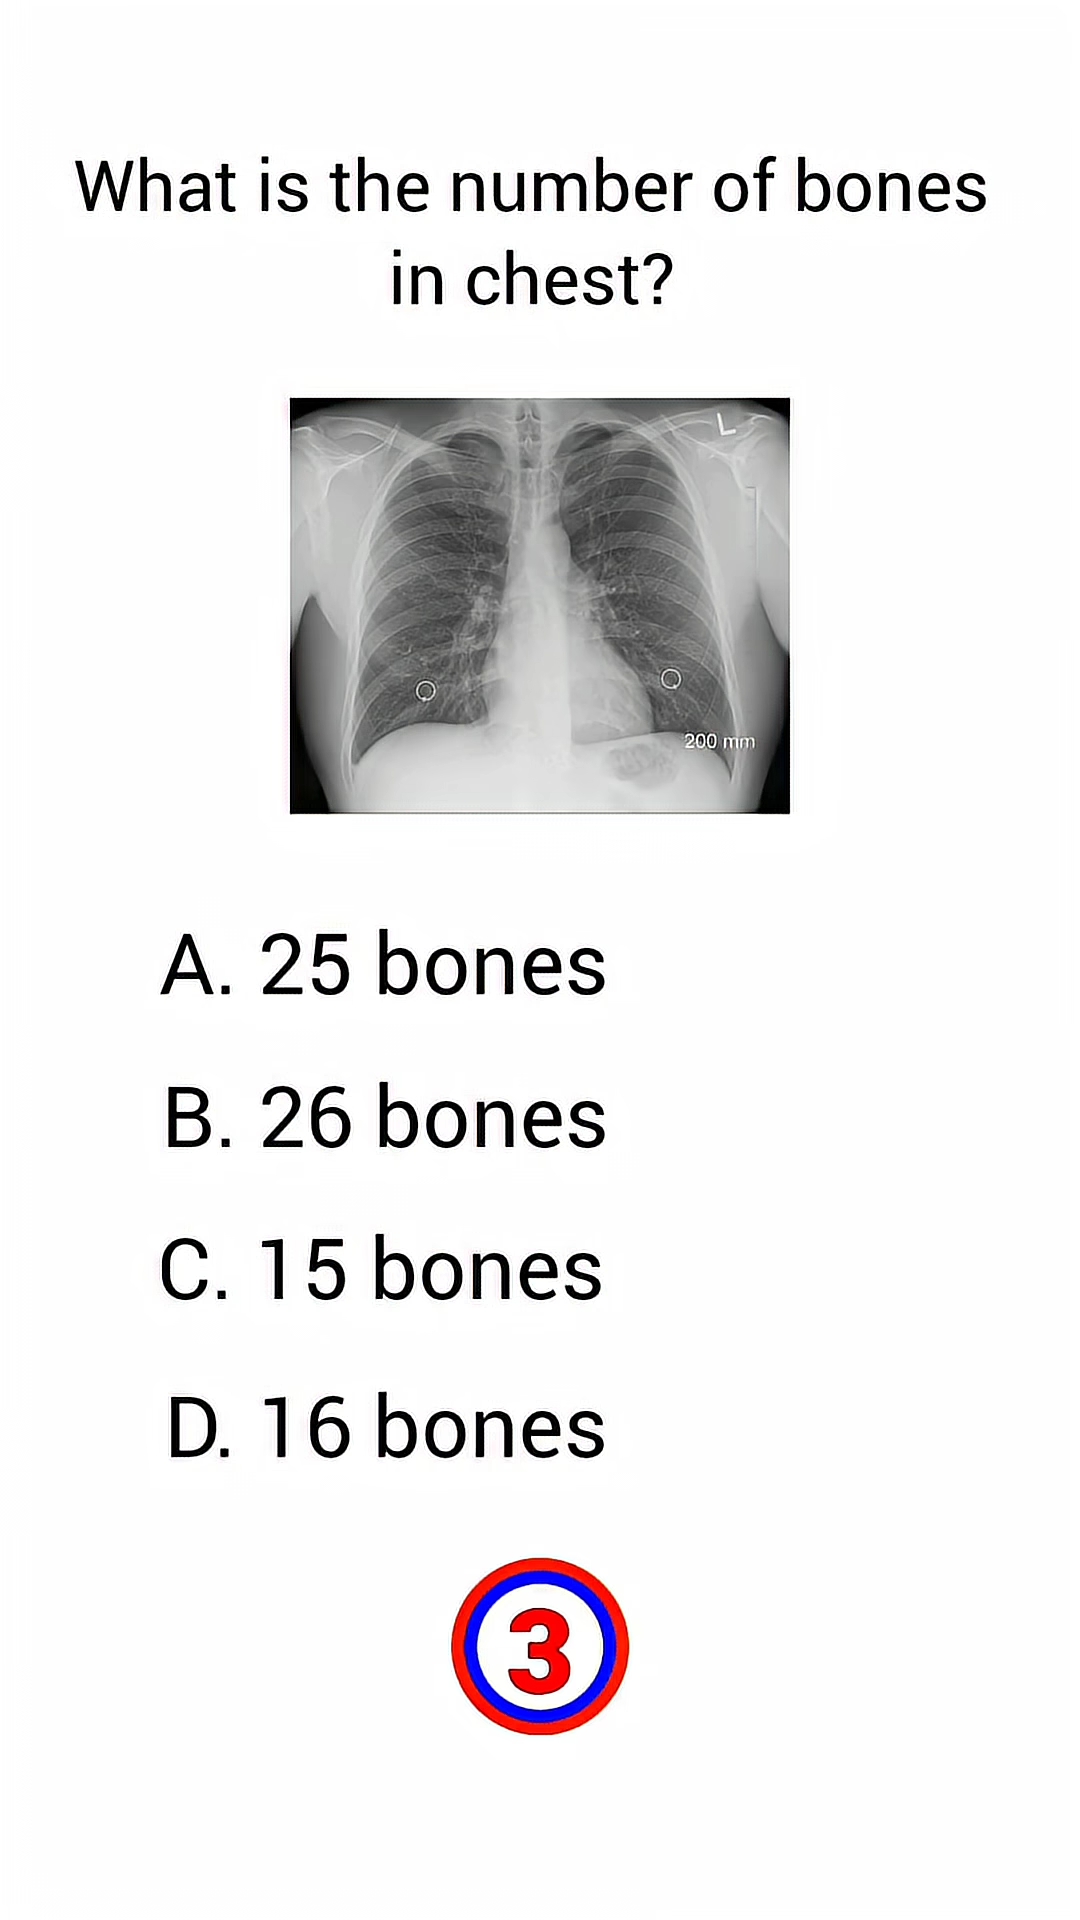 What is the number of bones
in chest?
L
200 mm
A. 25 bones
B. 26 bones
C. 15 bones
D. 16 bones
3